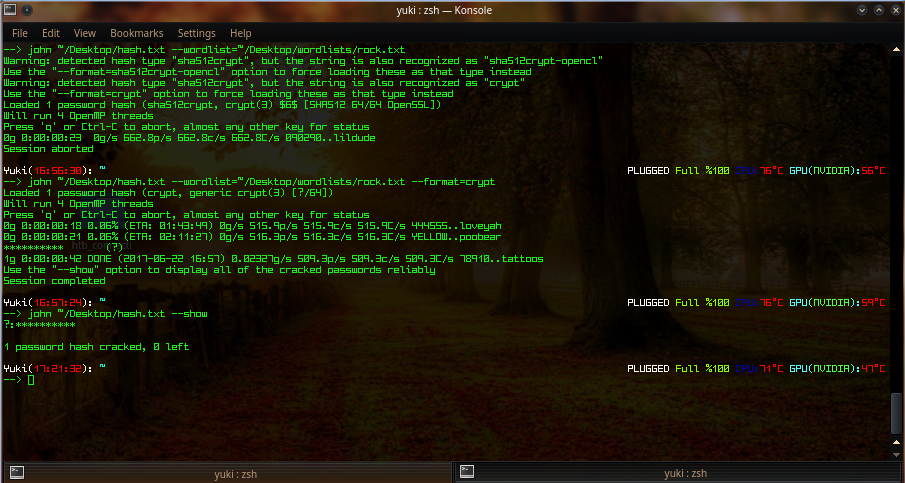 yuki : zsh — Konsole
File Edit View Bookmarks Settings Help
--> john ~/Desktop/hash.txt --wordlist=~/Desktop/wordlists/rock.txt
Warning: detected hash type "sha512crypt", but the string is also recognized as "sha512crypt-opencl"
Use the "--format=sha512crypt-opencl" option to force loading these as that type instead
Warning: detected hash type "sha512crypt", but the string is also recognized as "crypt"
Use the "--format=crypt" option to force loading these as that type instead
Loaded 1 password hash (sha512crypt, crypt(3) $6$ [SHA512 64/64 OpenSSL])
Will run 4 OpenMP threads
Press 'q' or Ctrl-C to abort, almost any other key for status
0g 0:00:00:23 0g/s 662.8p/s 662.8c/s 662.8C/s 090290..lildude
Session aborted
Yuki(16:56:30): ~ PLUGGED Full %100 CPU:76°C GPU(NVIDIA):56°C
--> john ~/Desktop/hash.txt --wordlist=~/Desktop/wordlists/rock.txt --format=crypt
Loaded 1 password hash (crypt, generic crypt(3) [?/64])
Will run 4 OpenMP threads
Press 'q' or Ctrl-C to abort, almost any other key for status
0g 0:00:00:18 0.06% (ETA: 01:43:49) 0g/s 515.9p/s 515.9c/s 515.9C/s 444555..loveyah
0g 0:00:00:21 0.06% (ETA: 02:11:27) 0g/s 516.3p/s 516.3c/s 516.3C/s YELLOW..poobear
********** (?)
1g 0:00:00:42 DONE (2017-06-22 16:57) 0.02327g/s 509.3p/s 509.3c/s 509.3C/s 78910..tattoos
Use the "--show" option to display all of the cracked passwords reliably
Session completed
Yuki(16:57:24): ~ PLUGGED Full %100 CPU:76°C GPU(NVIDIA):59°C
--> john ~/Desktop/hash.txt --show
?:**********
1 password hash cracked, 0 left
Yuki(17:21:32): ~ PLUGGED Full %100 CPU:71°C GPU(NVIDIA):47°C
-->
yuki : zsh yuki : zsh